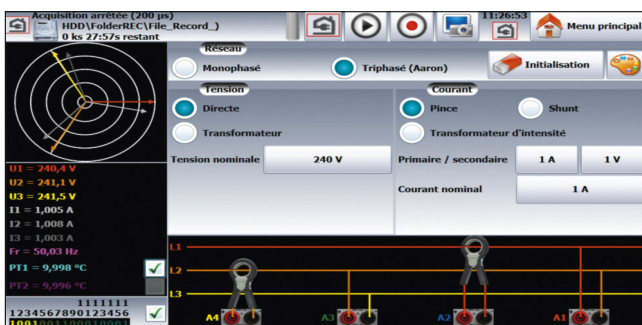 Acquisition arrêtée (200 µs)
HDD\FolderREC\File_Record_)
0 ks 27:57s restant
11:26:53
Menu principal
Réseau
Monophasé
Triphasé (Aaron)
Initialisation
Tension
Directe
Transformateur
Tension nominale
240 V
Courant
Pince
Shunt
Transformateur d'intensité
Primaire / secondaire
1 A
1 V
Courant nominal
1 A
U1 = 240,4 V
U2 = 241,1 V
U3 = 241,5 V
I1 = 1,005 A
I2 = 1,008 A
I3 = 1,003 A
Fr = 50,03 Hz
PT1 = 9,998 °C
PT2 = 9,996 °C
1111111
1234567890123456
1001001100010001
L1
L2
L3
A4
A3
A2
A1